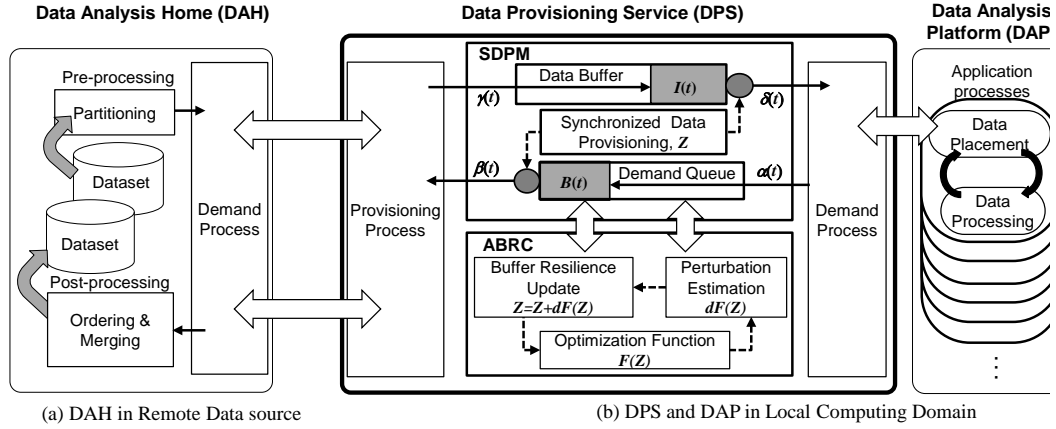 Data Analysis Home (DAH)
Data Provisioning Service (DPS)
Data Analysis
Platform (DAP
Pre-processing
Partitioning
Dataset
Dataset
Post-processing
Ordering &
Merging
Demand
Process
Provisioning
Process
SDPM
Data Buffer
I(t)
γ(t)
δ(t)
Synchronized Data
Provisioning, Z
β(t)
B(t)
Demand Queue
α(t)
ABRC
Buffer Resilience
Update
Z=Z+dF(Z)
Perturbation
Estimation
dF(Z)
Optimization Function
F(Z)
Demand
Process
Application
processes
Data
Placement
Data
Processing
⋮
(a) DAH in Remote Data source
(b) DPS and DAP in Local Computing Domain